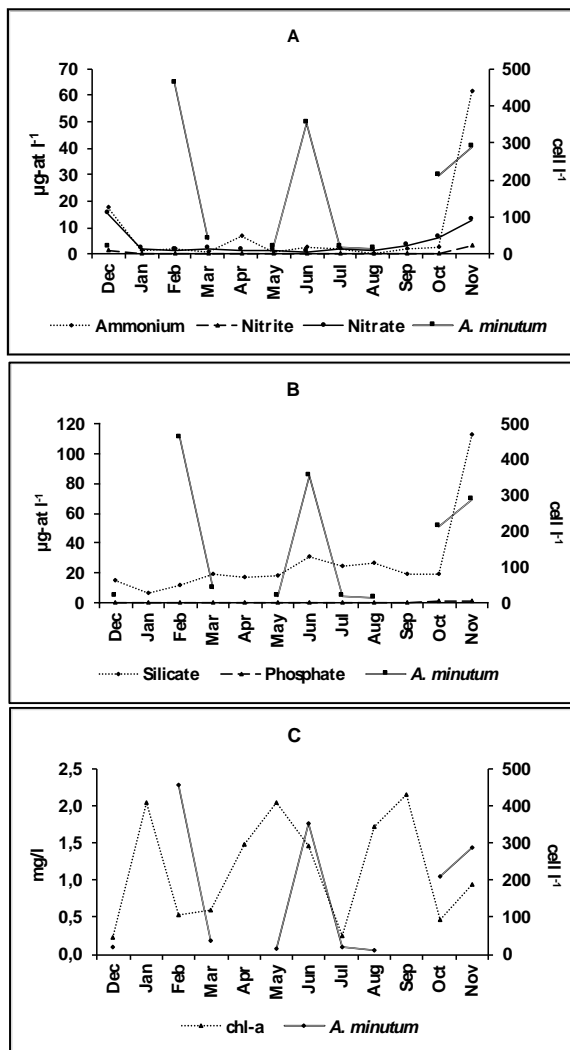 A
µg-at l-1
70
60
50
40
30
20
10
0
500
400
300
200
100
0
cell l-1
Dec Jan Feb Mar Apr May Jun Jul Aug Sep Oct Nov
Ammonium Nitrite Nitrate A. minutum
B
µg-at l-1
120
100
80
60
40
20
0
500
400
300
200
100
0
cell l-1
Dec Jan Feb Mar Apr May Jun Jul Aug Sep Oct Nov
Silicate Phosphate A. minutum
C
mg/l
2,5
2,0
1,5
1,0
0,5
0,0
500
400
300
200
100
0
cell l-1
Dec Jan Feb Mar Apr May Jun Jul Aug Sep Oct Nov
chl-a A. minutum